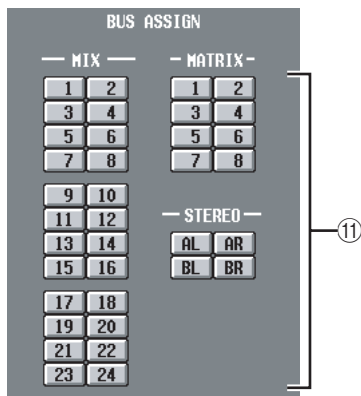 BUS ASSIGN
MIX
1 2
3 4
5 6
7 8
9 10
11 12
13 14
15 16
17 18
19 20
21 22
23 24
MATRIX
1 2
3 4
5 6
7 8
STEREO
AL AR
BL BR
⑪